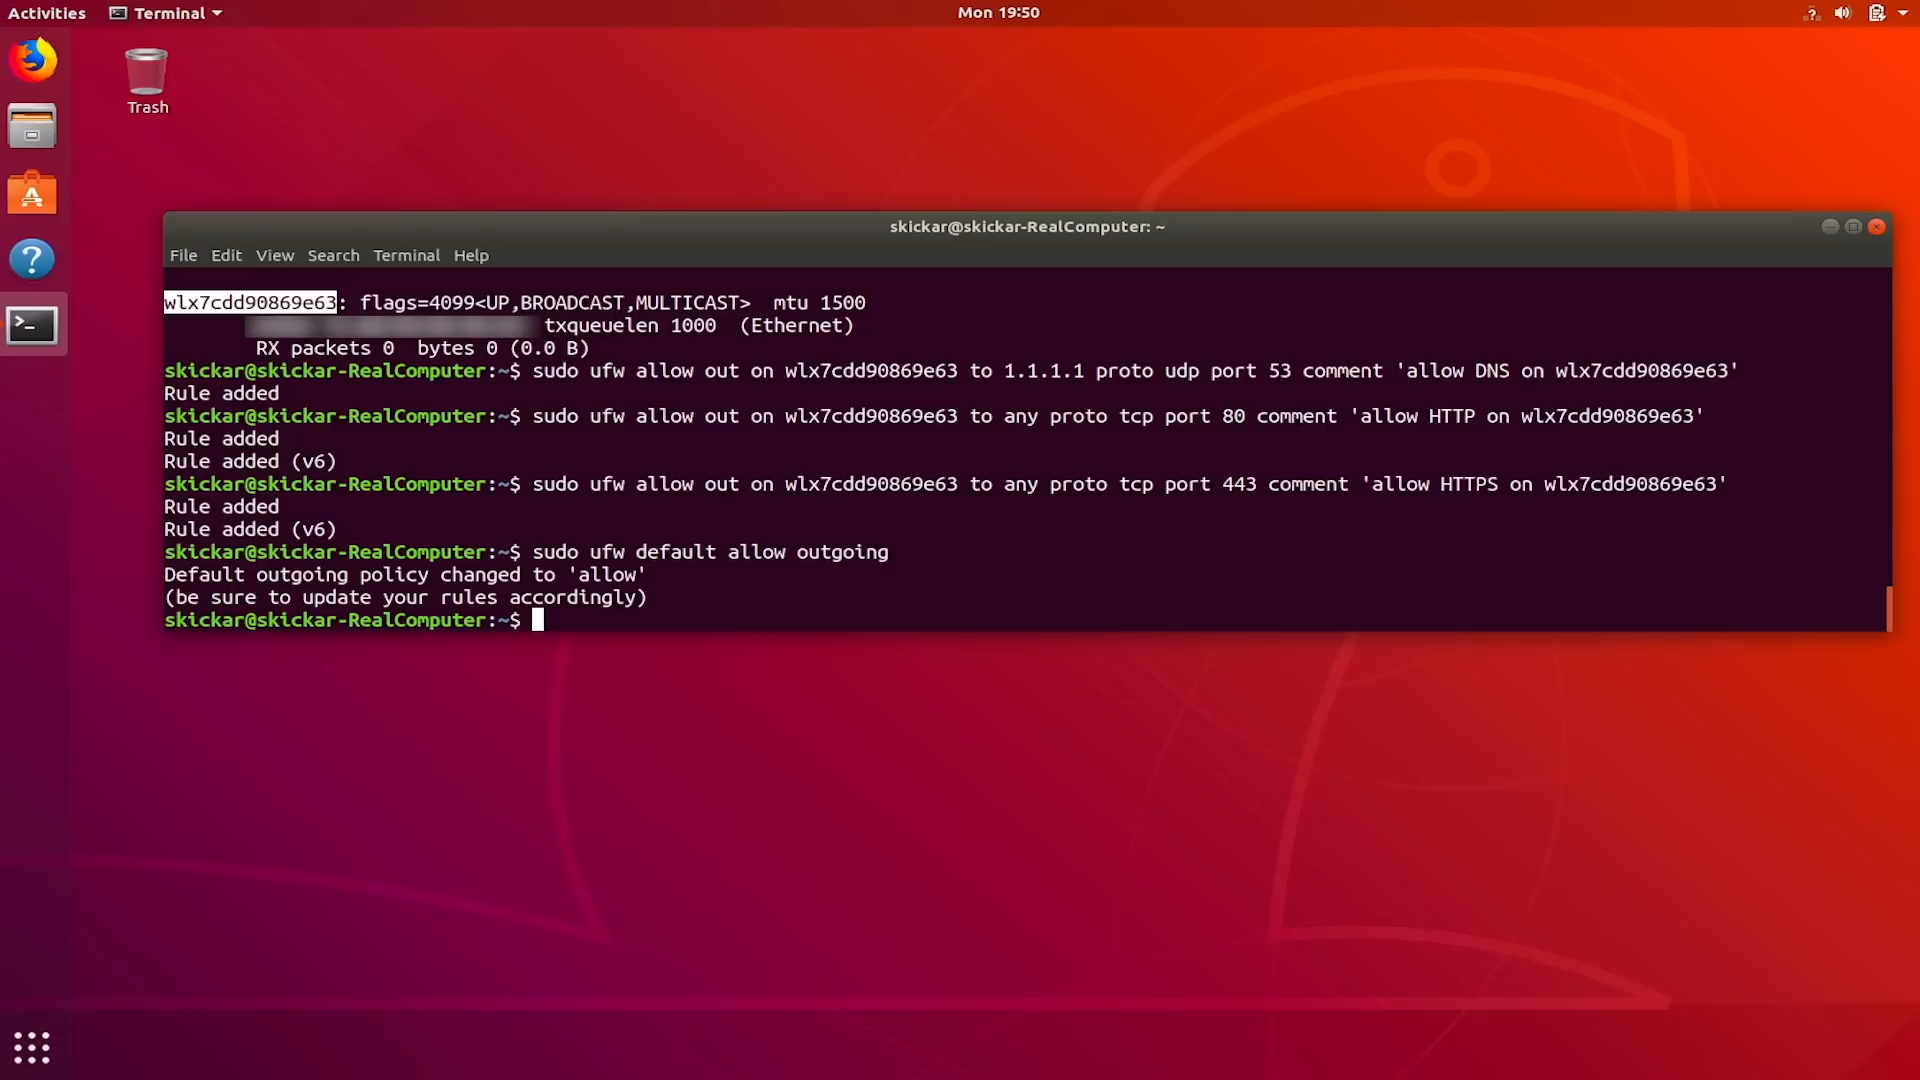 Activities Terminal Mon 19:50
Trash
skickar@skickar-RealComputer: ~
File Edit View Search Terminal Help
wlx7cdd90869e63: flags=4099<UP,BROADCAST,MULTICAST>  mtu 1500
txqueuelen 1000  (Ethernet)
RX packets 0  bytes 0 (0.0 B)
skickar@skickar-RealComputer:~$ sudo ufw allow out on wlx7cdd90869e63 to 1.1.1.1 proto udp port 53 comment 'allow DNS on wlx7cdd90869e63'
Rule added
skickar@skickar-RealComputer:~$ sudo ufw allow out on wlx7cdd90869e63 to any proto tcp port 80 comment 'allow HTTP on wlx7cdd90869e63'
Rule added
Rule added (v6)
skickar@skickar-RealComputer:~$ sudo ufw allow out on wlx7cdd90869e63 to any proto tcp port 443 comment 'allow HTTPS on wlx7cdd90869e63'
Rule added
Rule added (v6)
skickar@skickar-RealComputer:~$ sudo ufw default allow outgoing
Default outgoing policy changed to 'allow'
(be sure to update your rules accordingly)
skickar@skickar-RealComputer:~$